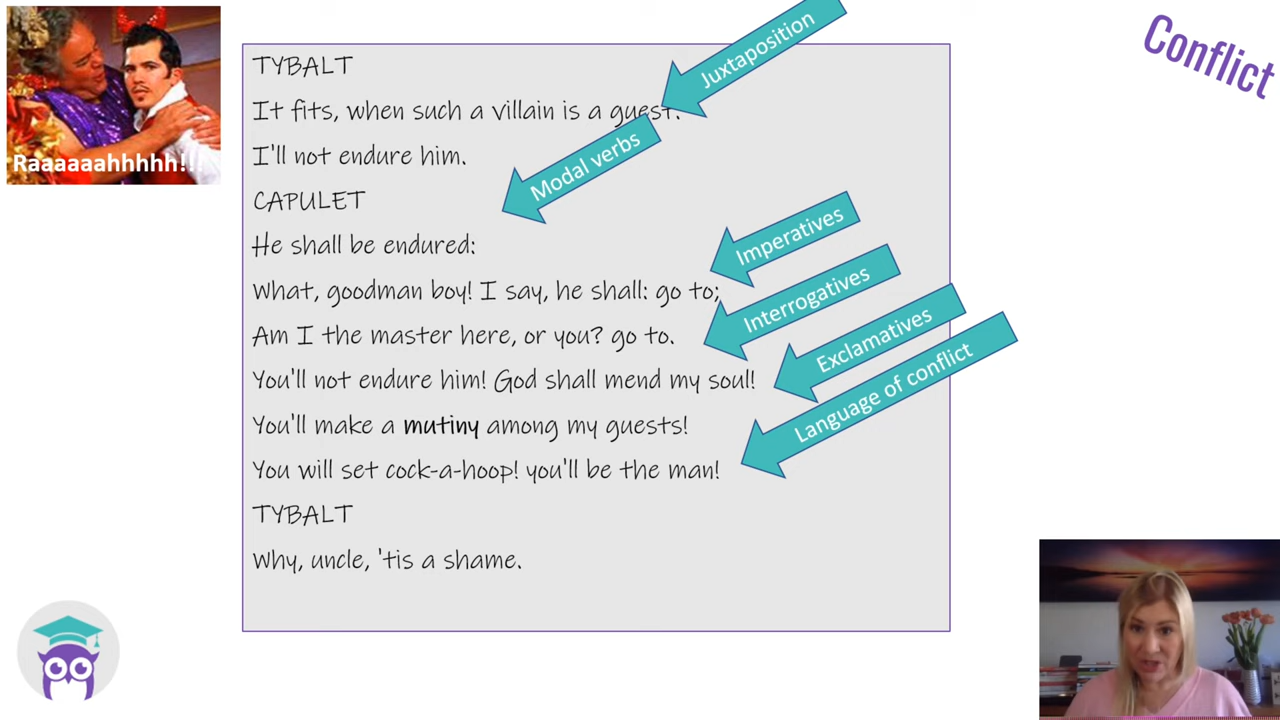 Conflict
Raaaaaahhhhh!!!
TYBALT
It fits, when such a villain is a guest:
I'll not endure him.
CAPULET
He shall be endured:
What, goodman boy! I say, he shall: go to;
Am I the master here, or you? go to.
You'll not endure him! God shall mend my soul!
You'll make a mutiny among my guests!
You will set cock-a-hoop! you'll be the man!
TYBALT
Why, uncle, 'tis a shame.
Juxtaposition
Modal verbs
Imperatives
Interrogatives
Exclamatives
Language of conflict